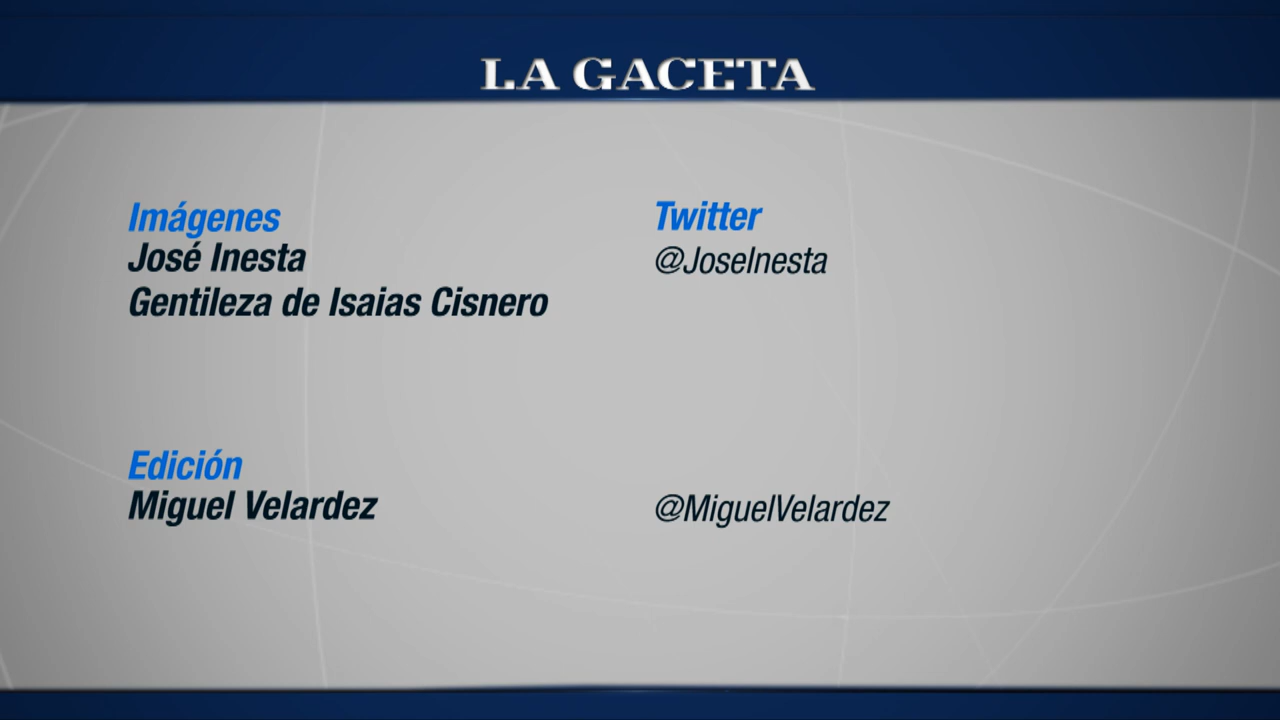 LA GACETA
Imágenes
José Inesta
Gentileza de Isaias Cisnero
Twitter
@JoseInesta
Edición
Miguel Velardez
@MiguelVelardez